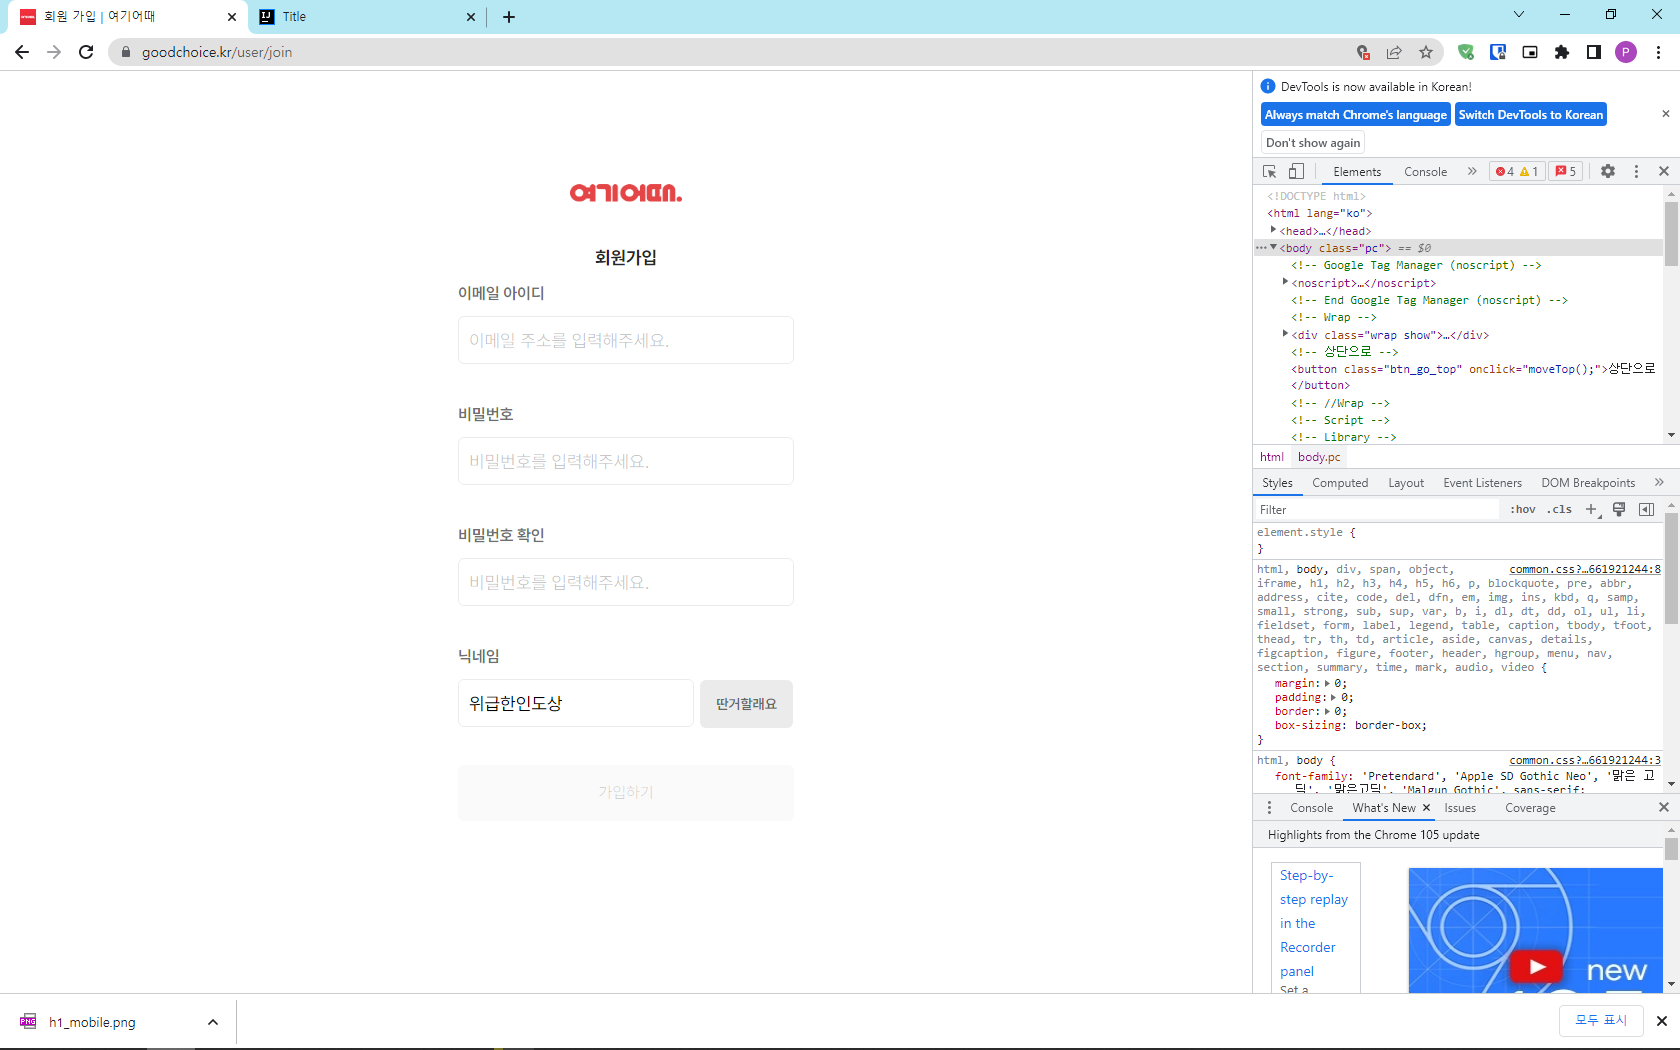 회원 가입 | 여기어때
Title
goodchoice.kr/user/join
P
여기어때.
회원가입
이메일 아이디
이메일 주소를 입력해주세요.
비밀번호
비밀번호를 입력해주세요.
비밀번호 확인
비밀번호를 입력해주세요.
닉네임
위급한인도상
딴거할래요
가입하기
DevTools is now available in Korean!
Always match Chrome's language
Switch DevTools to Korean
Don't show again
Elements
Console
4
1
5
<!DOCTYPE html>
<html lang="ko">
<head>…</head>
<body class="pc"> == $0
<!-- Google Tag Manager (noscript) -->
<noscript>…</noscript>
<!-- End Google Tag Manager (noscript) -->
<!-- Wrap -->
<div class="wrap show">…</div>
<!-- 상단으로 -->
<button class="btn_go_top" onclick="moveTop();">상단으로
</button>
<!-- //Wrap -->
<!-- Script -->
<!-- Library -->
html
body.pc
Styles
Computed
Layout
Event Listeners
DOM Breakpoints
Filter
:hov
.cls
element.style {
}
html, body, div, span, object,
common.css?…661921244:8
iframe, h1, h2, h3, h4, h5, h6, p, blockquote, pre, abbr,
address, cite, code, del, dfn, em, img, ins, kbd, q, samp,
small, strong, sub, sup, var, b, i, dl, dt, dd, ol, ul, li,
fieldset, form, label, legend, table, caption, tbody, tfoot,
thead, tr, th, td, article, aside, canvas, details,
figcaption, figure, footer, header, hgroup, menu, nav,
section, summary, time, mark, audio, video {
margin: 0;
padding: 0;
border: 0;
box-sizing: border-box;
}
html, body {
common.css?…661921244:3
font-family: 'Pretendard', 'Apple SD Gothic Neo', '맑은 고
딕', '맑은고딕', 'Malgun Gothic', sans-serif;
Console
What's New
Issues
Coverage
Highlights from the Chrome 105 update
Step-by-
step replay
in the
Recorder
panel
Set a
new
h1_mobile.png
모두 표시